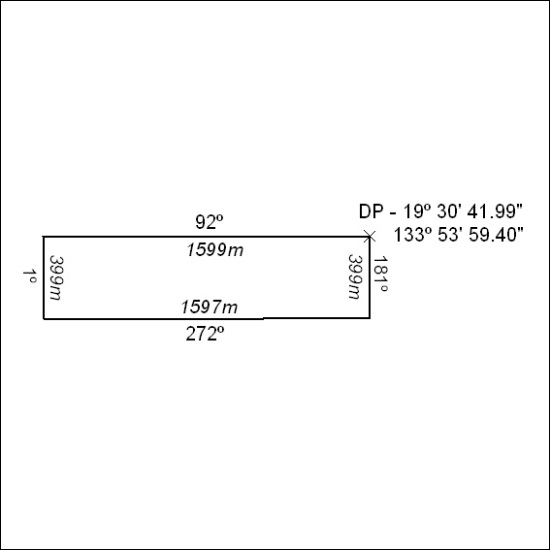 DP - 19º 30' 41.99"
92º
133º 53' 59.40"
1599m
1º
399m
399m
181º
1597m
272º